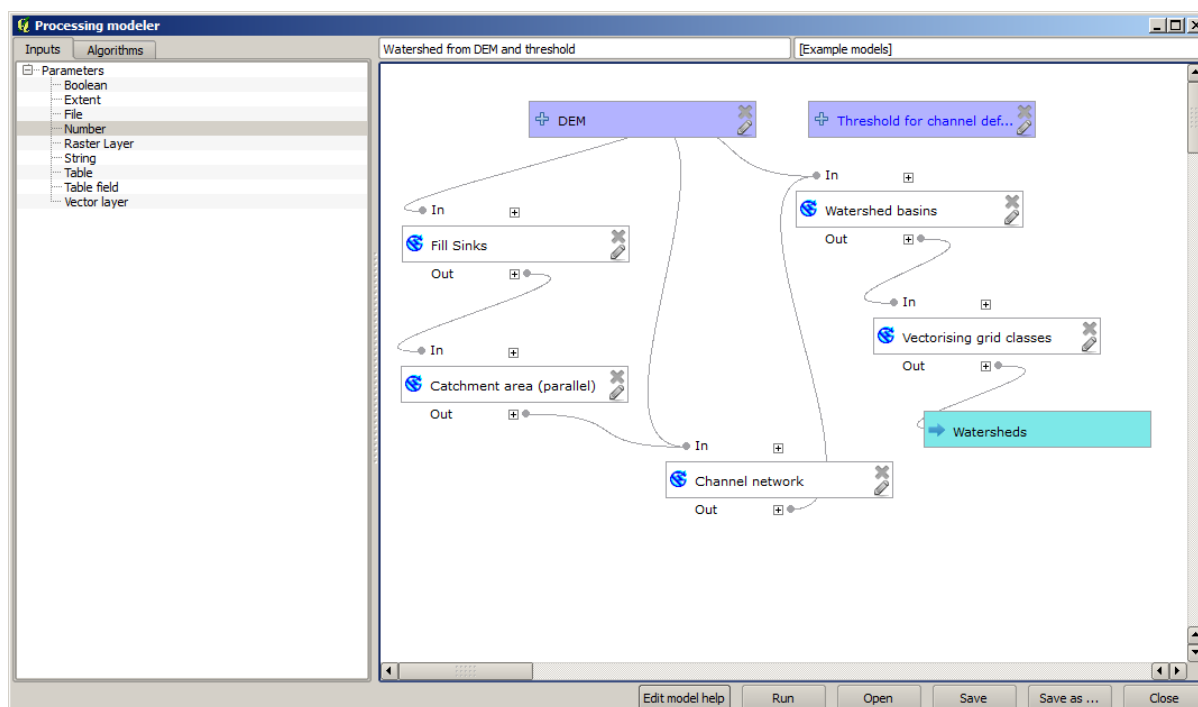 Processing modeler
Inputs
Algorithms
Parameters
Boolean
Extent
File
Number
Raster Layer
String
Table
Table field
Vector layer
Watershed from DEM and threshold
[Example models]
DEM
Threshold for channel def...
In
In
Fill Sinks
Watershed basins
Out
Out
In
Vectorising grid classes
In
Out
Catchment area (parallel)
Out
Watersheds
In
Channel network
Out
Edit model help
Run
Open
Save
Save as ...
Close